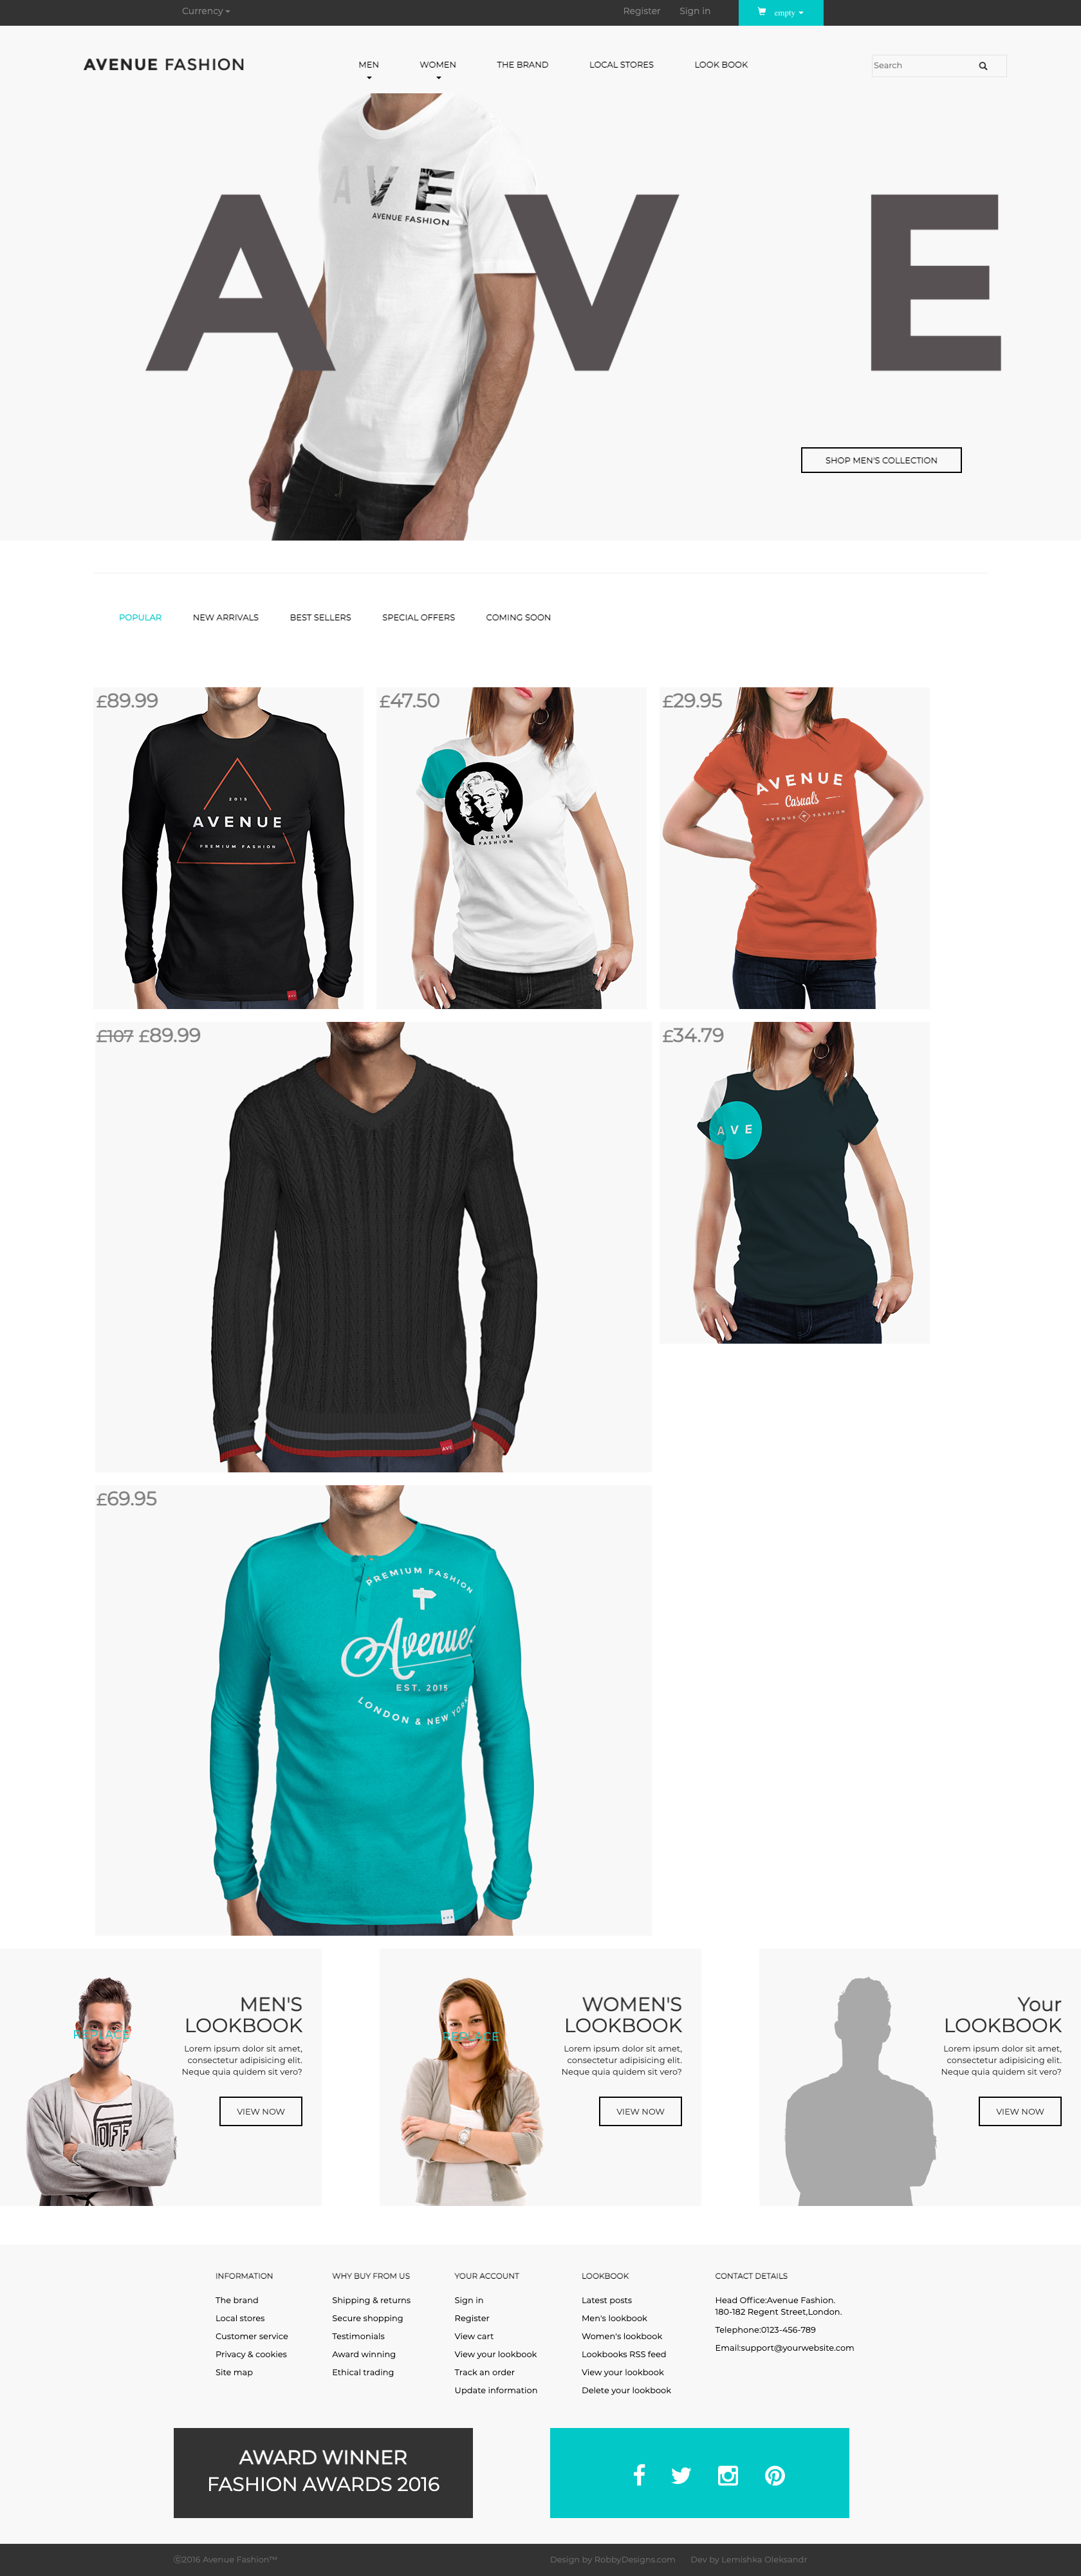 Currency
Register Sign in empty
AVENUE FASHION
MEN WOMEN THE BRAND LOCAL STORES LOOK BOOK
Search
AVE
AVENUE FASHION
A V E
SHOP MEN'S COLLECTION
POPULAR NEW ARRIVALS BEST SELLERS SPECIAL OFFERS COMING SOON
£89.99
2015
AVENUE
PREMIUM FASHION
£47.50
AVENUE
FASHION
£29.95
AVENUE
Casuals
AVENUE FASHION
£107 £89.99
AVE
£34.79
AVE
£69.95
PREMIUM FASHION
Avenue
EST. 2015
LONDON & NEW YORK
REPLACE
OFF
MEN'S
LOOKBOOK
Lorem ipsum dolor sit amet,
consectetur adipisicing elit.
Neque quia quidem sit vero?
VIEW NOW
REPLACE
WOMEN'S
LOOKBOOK
Lorem ipsum dolor sit amet,
consectetur adipisicing elit.
Neque quia quidem sit vero?
VIEW NOW
Your
LOOKBOOK
Lorem ipsum dolor sit amet,
consectetur adipisicing elit.
Neque quia quidem sit vero?
VIEW NOW
INFORMATION
The brand
Local stores
Customer service
Privacy & cookies
Site map
WHY BUY FROM US
Shipping & returns
Secure shopping
Testimonials
Award winning
Ethical trading
YOUR ACCOUNT
Sign in
Register
View cart
View your lookbook
Track an order
Update information
LOOKBOOK
Latest posts
Men's lookbook
Women's lookbook
Lookbooks RSS feed
View your lookbook
Delete your lookbook
CONTACT DETAILS
Head Office:Avenue Fashion.
180-182 Regent Street,London.
Telephone:0123-456-789
Email:support@yourwebsite.com
AWARD WINNER
FASHION AWARDS 2016
©2016 Avenue Fashion™
Design by RobbyDesigns.com Dev by Lemishka Oleksandr